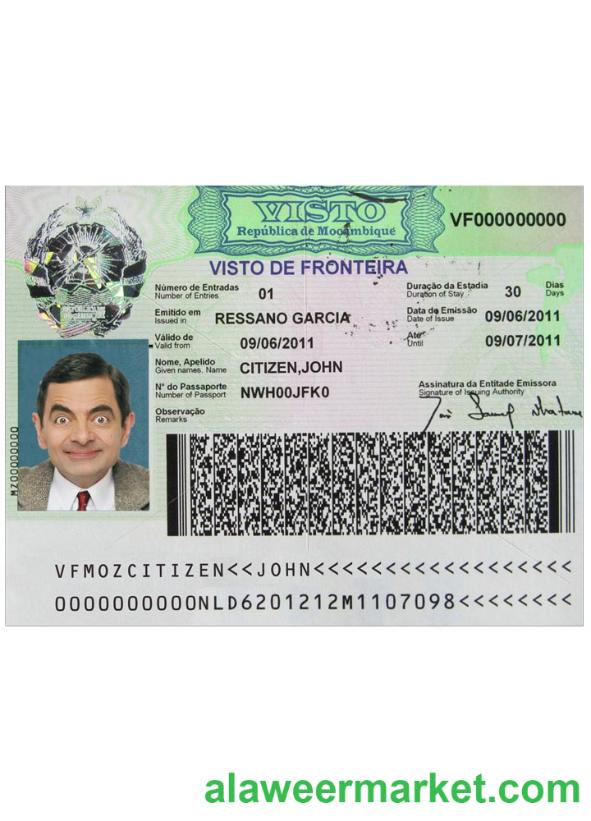 VISTO
República de Moçambique
VF000000000
VISTO DE FRONTEIRA
Número de Entradas
Number of Entries
01
Duração da Estadia
Duration of Stay
30
Dias
Days
Emitido em
Issued in
RESSANO GARCIA
Data de Emissão
Date of Issue
09/06/2011
Válido de
Valid from
09/06/2011
Até
Until
09/07/2011
Nome, Apelido
Given names. Name
CITIZEN,JOHN
N° do Passaporte
Number of Passport
NWH00JFK0
Assinatura da Entitade Emissora
Signature of Issuing Authority
Observação
Remarks
MZ00000000
VFMOZCITIZEN<<JOHN<<<<<<<<<<<<<<<<<<
0000000000NLD6201212M1107098<<<<<<<<
alaweermarket.com